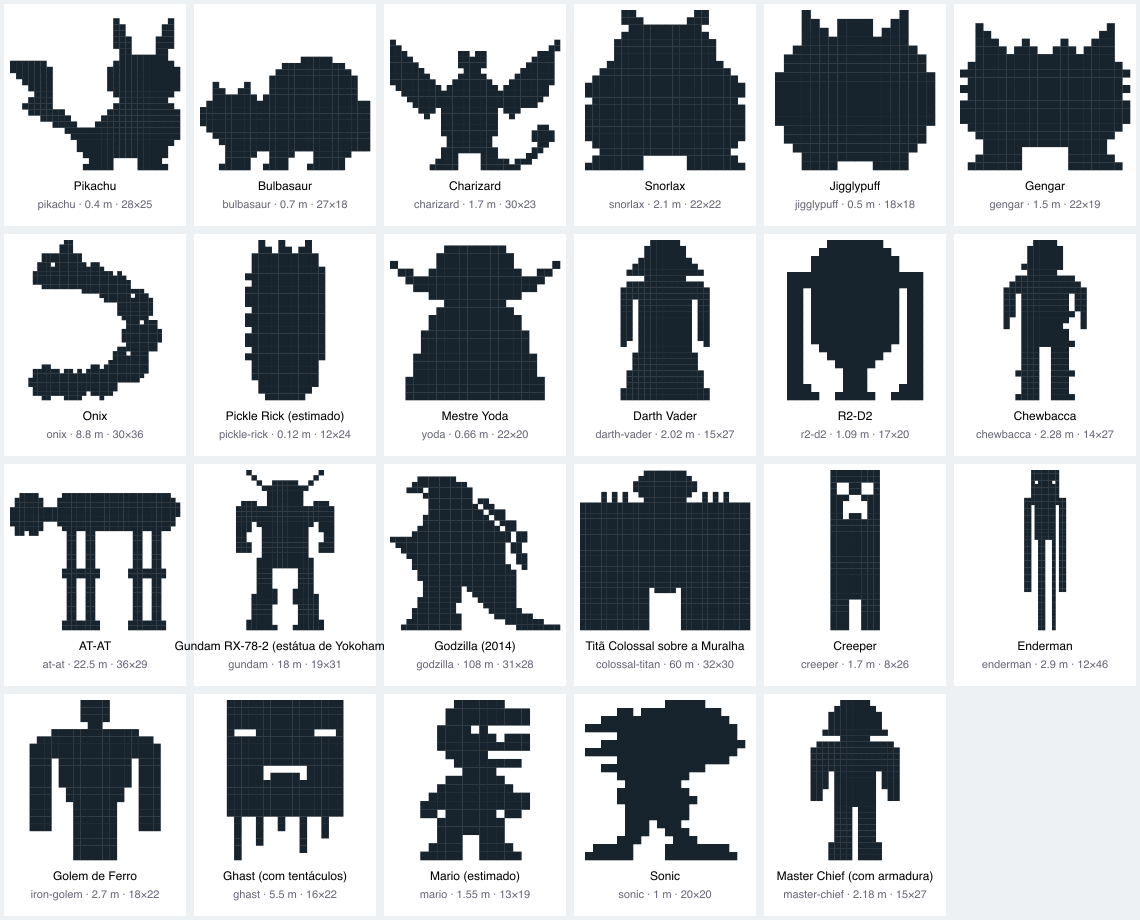 Pikachu
pikachu · 0.4 m · 28×25
Bulbasaur
bulbasaur · 0.7 m · 27×18
Charizard
charizard · 1.7 m · 30×23
Snorlax
snorlax · 2.1 m · 22×22
Jigglypuff
jigglypuff · 0.5 m · 18×18
Gengar
gengar · 1.5 m · 22×19
Onix
onix · 8.8 m · 30×36
Pickle Rick (estimado)
pickle-rick · 0.12 m · 12×24
Mestre Yoda
yoda · 0.66 m · 22×20
Darth Vader
darth-vader · 2.02 m · 15×27
R2-D2
r2-d2 · 1.09 m · 17×20
Chewbacca
chewbacca · 2.28 m · 14×27
AT-AT
at-at · 22.5 m · 36×29
Gundam RX-78-2 (estátua de Yokoham
gundam · 18 m · 19×31
Godzilla (2014)
godzilla · 108 m · 31×28
Titã Colossal sobre a Muralha
colossal-titan · 60 m · 32×30
Creeper
creeper · 1.7 m · 8×26
Enderman
enderman · 2.9 m · 12×46
Golem de Ferro
iron-golem · 2.7 m · 18×22
Ghast (com tentáculos)
ghast · 5.5 m · 16×22
Mario (estimado)
mario · 1.55 m · 13×19
Sonic
sonic · 1 m · 20×20
Master Chief (com armadura)
master-chief · 2.18 m · 15×27